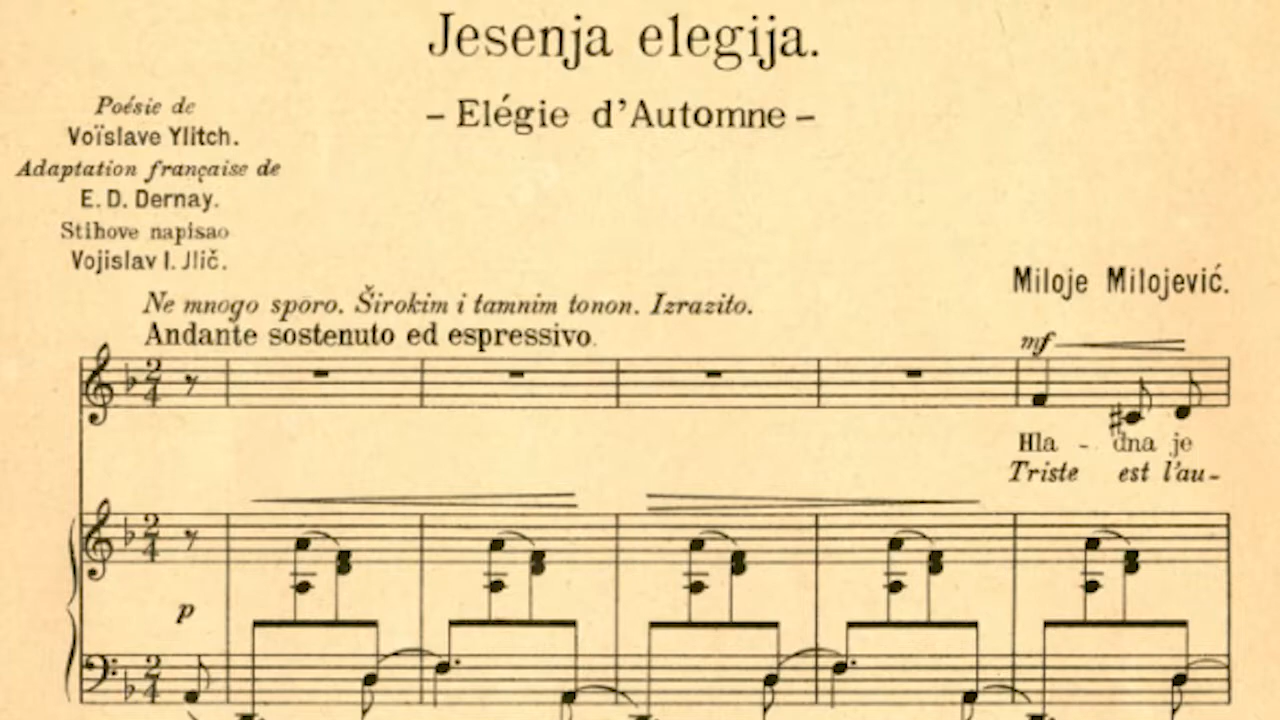 Jesenja elegija.
– Elégie d'Automne –
Poésie de
Voïslave Ylitch.
Adaptation française de
E. D. Dernay.
Stihove napisao
Vojislav I. Jlič.
Miloje Milojević.
Ne mnogo sporo. Širokim i tamnim tonon. Izrazito.
Andante sostenuto ed espressivo.
mf
Hla - dna je
Triste est l'au-
p